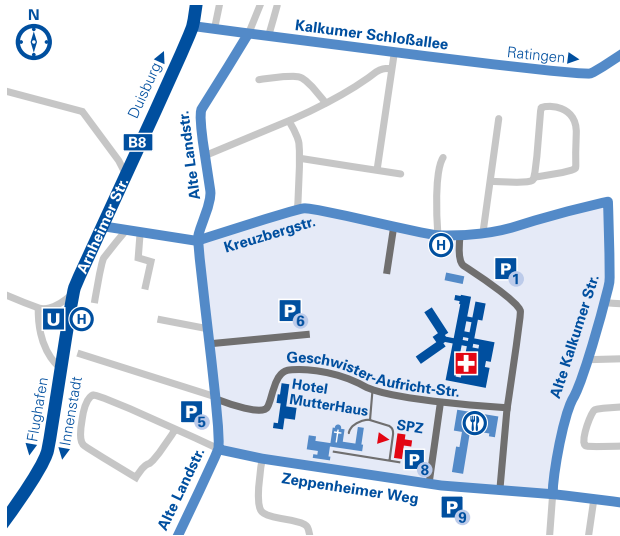 N
Kalkumer Schloßallee
Ratingen
Duisburg
B8
Alte Landstr.
Arnheimer Str.
Kreuzbergstr.
H
P1
Alte Kalkumer Str.
U
H
P6
Geschwister-Aufricht-Str.
Hotel
MutterHaus
P5
SPZ
P8
Flughafen
Innenstadt
Alte Landstr.
Zeppenheimer Weg
P9